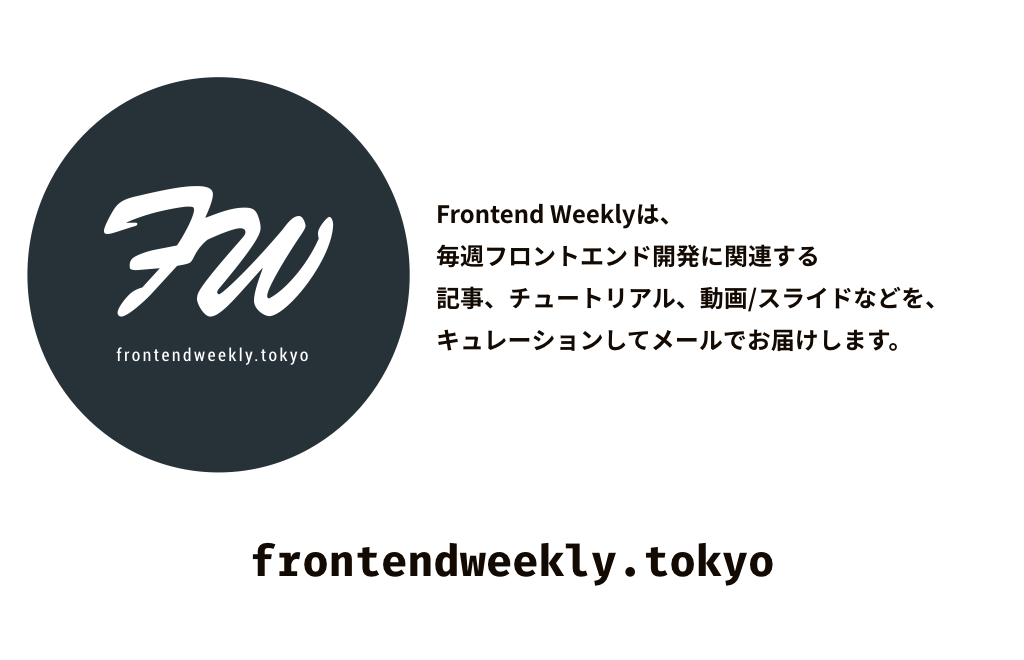 FW
frontendweekly.tokyo
Frontend Weeklyは、
毎週フロントエンド開発に関連する
記事、チュートリアル、動画/スライドなどを、
キュレーションしてメールでお届けします。
frontendweekly.tokyo